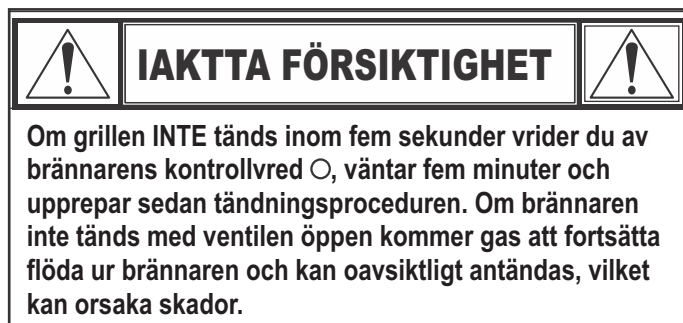 IAKTTA FÖRSIKTIGHET
Om grillen INTE tänds inom fem sekunder vrider du av
brännarens kontrollvred ○, väntar fem minuter och
upprepar sedan tändningsproceduren. Om brännaren
inte tänds med ventilen öppen kommer gas att fortsätta
flöda ur brännaren och kan oavsiktligt antändas, vilket
kan orsaka skador.